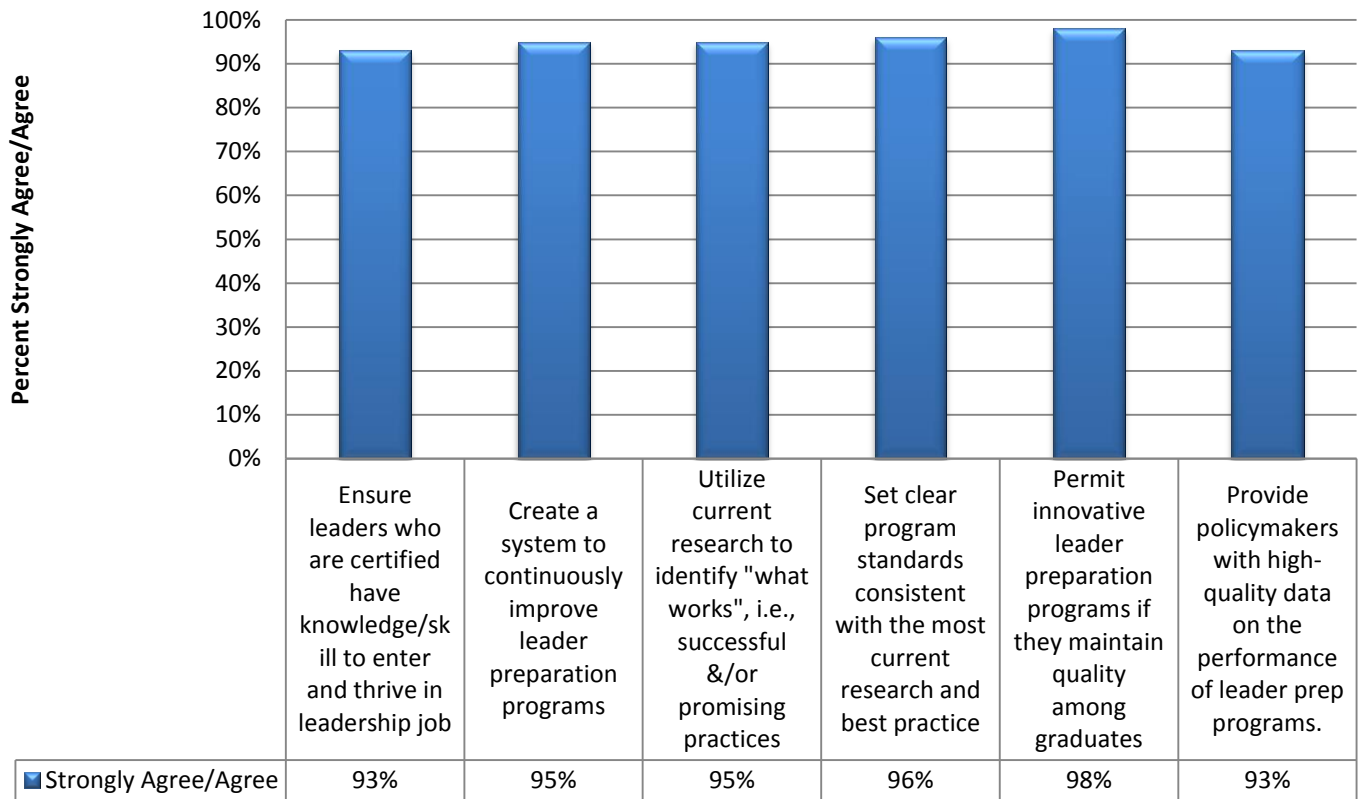 Percent Strongly Agree/Agree
100%
90%
80%
70%
60%
50%
40%
30%
20%
10%
0%
Ensure
leaders who
are certified
have
knowledge/sk
ill to enter
and thrive in
leadership job
Create a
system to
continuously
improve
leader
preparation
programs
Utilize
current
research to
identify "what
works", i.e.,
successful
&/or
promising
practices
Set clear
program
standards
consistent
with the most
current
research and
best practice
Permit
innovative
leader
preparation
programs if
they maintain
quality
among
graduates
Provide
policymakers
with high-
quality data
on the
performance
of leader prep
programs.
Strongly Agree/Agree 93% 95% 95% 96% 98% 93%